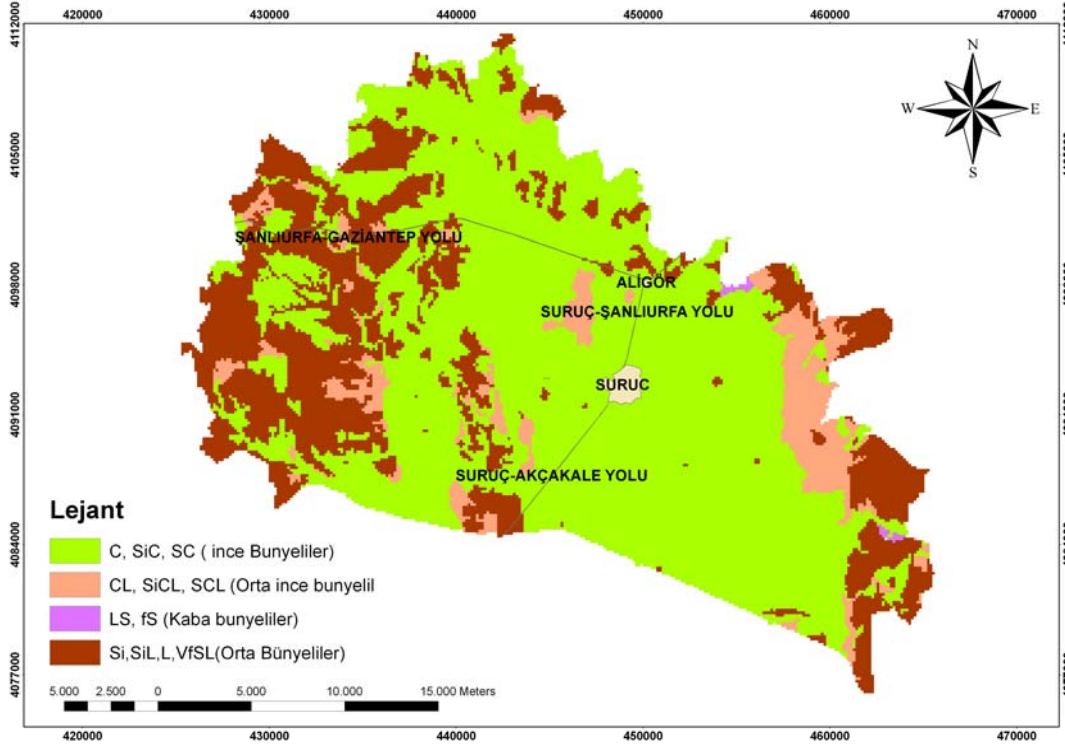 420000 430000 440000 450000 460000 470000
4112000
N
W E
S
4105000
ŞANLIURFA-GAZİANTEP YOLU
4098000
ALİGÖR
SURUÇ-ŞANLIURFA YOLU
SURUC
4091000
SURUÇ-AKÇAKALE YOLU
Lejant
4084000
C, SiC, SC ( ince Bunyeliler)
CL, SiCL, SCL (Orta ince bunyelil
LS, fS (Kaba bunyeliler)
Si,SiL,L,VfSL(Orta Bünyeliler)
4077000
5.000 2.500 0 5.000 10.000 15.000 Meters
420000 430000 440000 450000 460000 470000